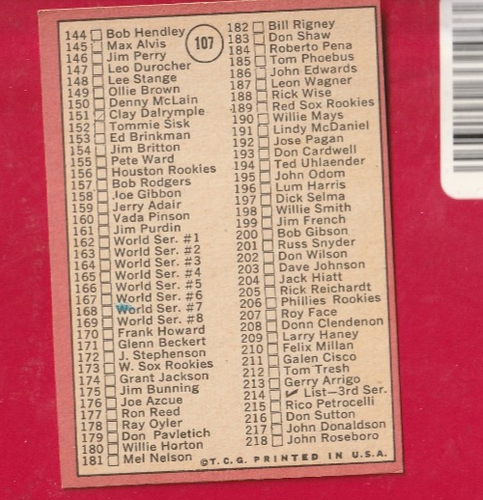 107
144 Bob Hendley
145 Max Alvis
146 Jim Perry
147 Leo Durocher
148 Lee Stange
149 Ollie Brown
150 Denny McLain
151 Clay Dalrymple
152 Tommie Sisk
153 Ed Brinkman
154 Jim Britton
155 Pete Ward
156 Houston Rookies
157 Bob Rodgers
158 Joe Gibbon
159 Jerry Adair
160 Vada Pinson
161 Jim Purdin
162 World Ser. #1
163 World Ser. #2
164 World Ser. #3
165 World Ser. #4
166 World Ser. #5
167 World Ser. #6
168 World Ser. #7
169 World Ser. #8
170 Frank Howard
171 Glenn Beckert
172 J. Stephenson
173 W. Sox Rookies
174 Grant Jackson
175 Jim Bunning
176 Joe Azcue
177 Ron Reed
178 Ray Oyler
179 Don Pavletich
180 Willie Horton
181 Mel Nelson
182 Bill Rigney
183 Don Shaw
184 Roberto Pena
185 Tom Phoebus
186 John Edwards
187 Leon Wagner
188 Rick Wise
189 Red Sox Rookies
190 Willie Mays
191 Lindy McDaniel
192 Jose Pagan
193 Don Cardwell
194 Ted Uhlaender
195 John Odom
196 Lum Harris
197 Dick Selma
198 Willie Smith
199 Jim French
200 Bob Gibson
201 Russ Snyder
202 Don Wilson
203 Dave Johnson
204 Jack Hiatt
205 Rick Reichardt
206 Phillies Rookies
207 Roy Face
208 Donn Clendenon
209 Larry Haney
210 Felix Millan
211 Galen Cisco
212 Tom Tresh
213 Gerry Arrigo
214 ✓ List—3rd Ser.
215 Rico Petrocelli
216 Don Sutton
217 John Donaldson
218 John Roseboro
©T.C.G. PRINTED IN U.S.A.